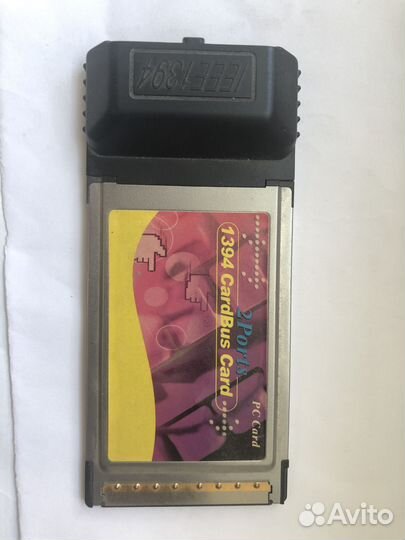 IEEE1394
2Ports
1394 CardBus Card
PC Card
Avito